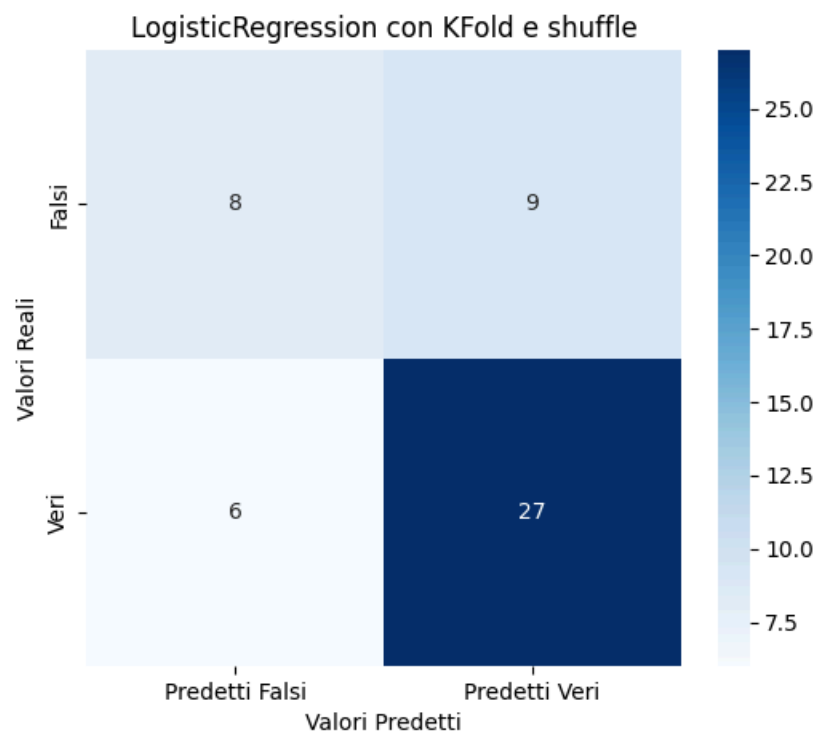 LogisticRegression con KFold e shuffle
Valori Reali
Falsi
8
9
Veri
6
27
Predetti Falsi
Predetti Veri
Valori Predetti
25.0
22.5
20.0
17.5
15.0
12.5
10.0
7.5